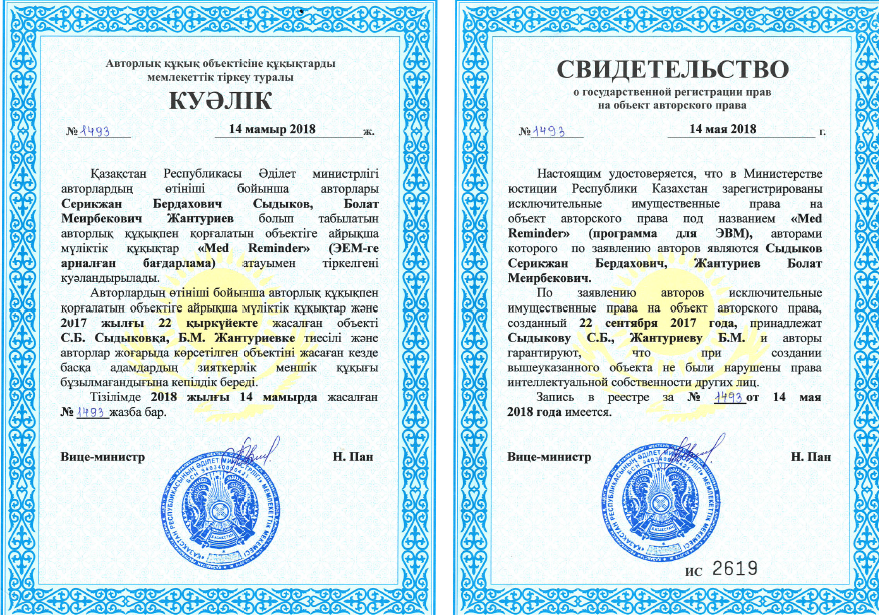 Авторлық құқық объектісіне құқықтарды
мемлекеттік тіркеу туралы
КУӘЛІК
№ 1493
14 мамыр 2018 ж.
Қазақстан Республикасы Әділет министрлігі
авторлардың өтініші бойынша авторлары
Серикжан Бердахович Сыдыков, Болат
Меирбекович Жантуриев болып табылатын
авторлық құқықпен қорғалатын объектіге айрықша
мүліктік құқықтар «Med Reminder» (ЭЕМ-ге
арналған бағдарлама) атауымен тіркелгені
куәландырылады.
Авторлардың өтініші бойынша авторлық құқықпен
қорғалатын объектіге айрықша мүліктік құқықтар және
2017 жылғы 22 қыркүйекте жасалған объекті
С.Б. Сыдыковқа, Б.М. Жантуриевке тиесілі және
авторлар жоғарыда көрсетілген объектіні жасаған кезде
басқа адамдардың зияткерлік меншік құқығы
бұзылмағандығына кепілдік береді.
Тізілімде 2018 жылғы 14 мамырда жасалған
№ 1493 жазба бар.
Вице-министр Н. Пан
СВИДЕТЕЛЬСТВО
о государственной регистрации прав
на объект авторского права
№ 1493
14 мая 2018 г.
Настоящим удостоверяется, что в Министерстве
юстиции Республики Казахстан зарегистрированы
исключительные имущественные права на
объект авторского права под названием «Med
Reminder» (программа для ЭВМ), авторами
которого по заявлению авторов являются Сыдыков
Серикжан Бердахович, Жантуриев Болат
Меирбекович.
По заявлению авторов исключительные
имущественные права на объект авторского права,
созданный 22 сентября 2017 года, принадлежат
Сыдыкову С.Б., Жантуриеву Б.М. и авторы
гарантируют, что при создании
вышеуказанного объекта не были нарушены права
интеллектуальной собственности других лиц.
Запись в реестре за № 1493 от 14 мая
2018 года имеется.
Вице-министр Н. Пан
ИС 2619